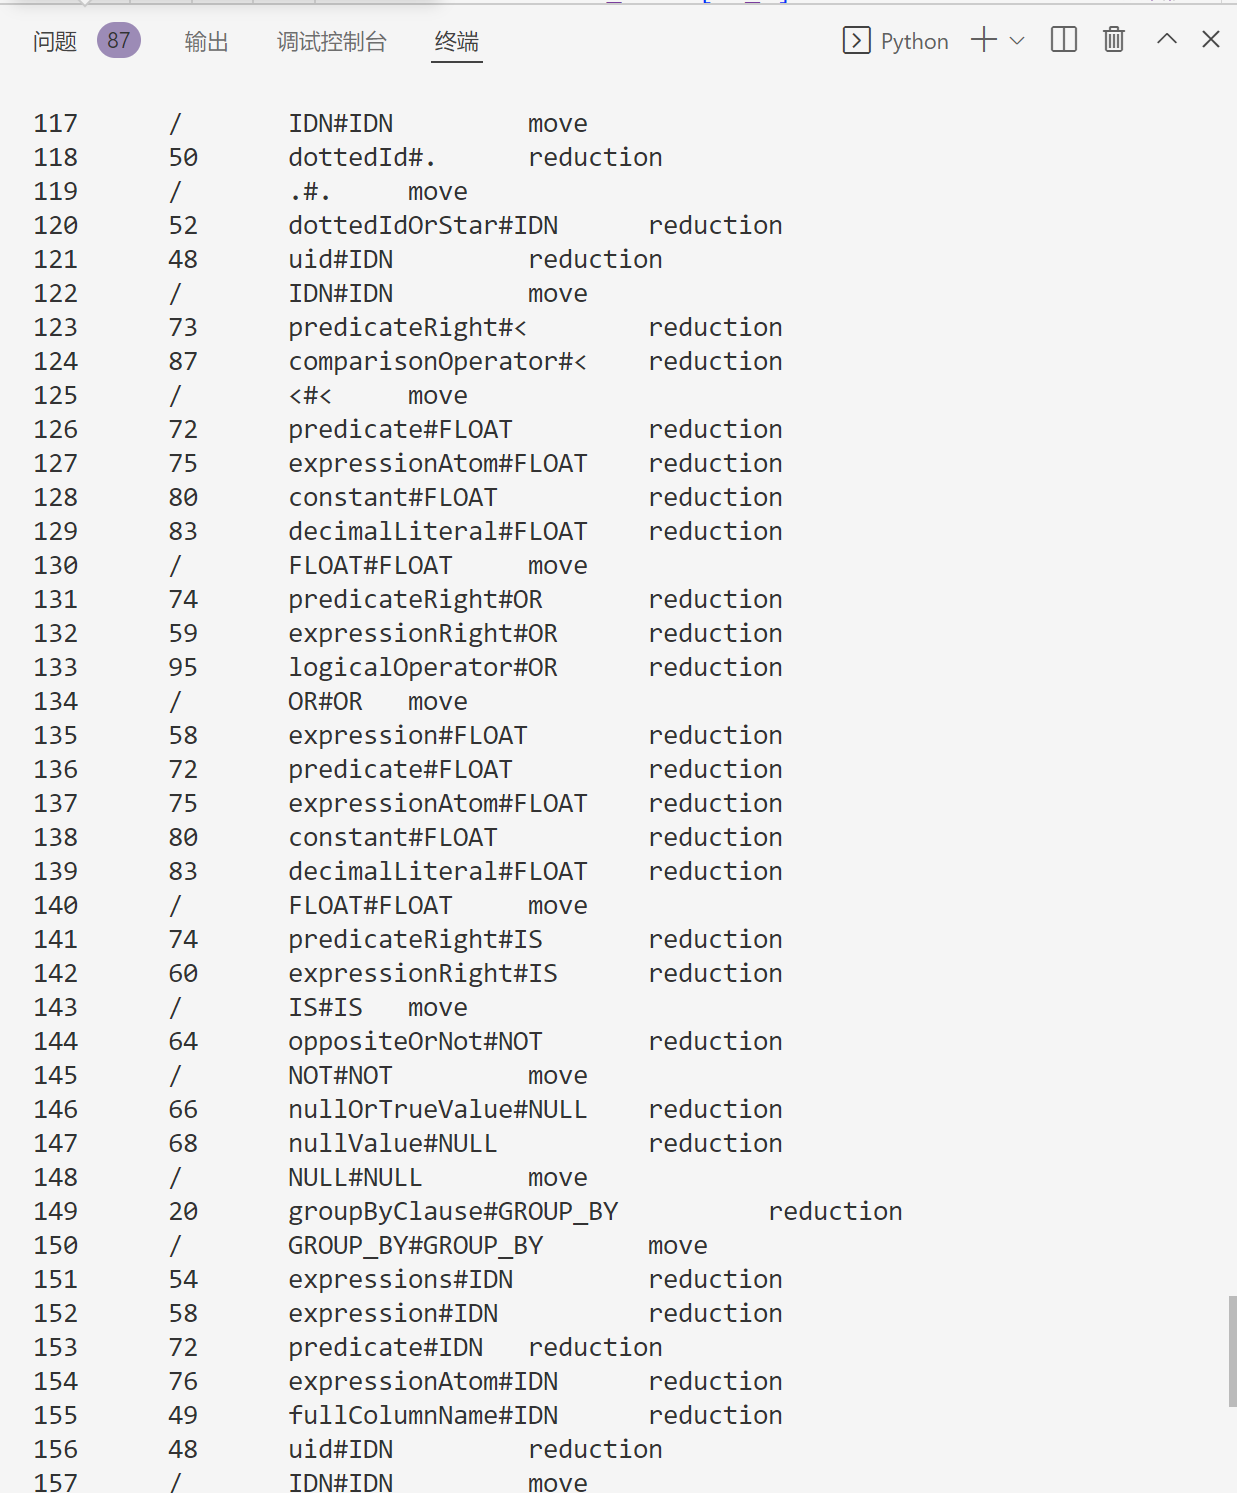 问题 87 输出 调试控制台 终端 Python
117 / IDN#IDN move
118 50 dottedId#. reduction
119 / .#. move
120 52 dottedIdOrStar#IDN reduction
121 48 uid#IDN reduction
122 / IDN#IDN move
123 73 predicateRight#< reduction
124 87 comparisonOperator#< reduction
125 / <#< move
126 72 predicate#FLOAT reduction
127 75 expressionAtom#FLOAT reduction
128 80 constant#FLOAT reduction
129 83 decimalLiteral#FLOAT reduction
130 / FLOAT#FLOAT move
131 74 predicateRight#OR reduction
132 59 expressionRight#OR reduction
133 95 logicalOperator#OR reduction
134 / OR#OR move
135 58 expression#FLOAT reduction
136 72 predicate#FLOAT reduction
137 75 expressionAtom#FLOAT reduction
138 80 constant#FLOAT reduction
139 83 decimalLiteral#FLOAT reduction
140 / FLOAT#FLOAT move
141 74 predicateRight#IS reduction
142 60 expressionRight#IS reduction
143 / IS#IS move
144 64 oppositeOrNot#NOT reduction
145 / NOT#NOT move
146 66 nullOrTrueValue#NULL reduction
147 68 nullValue#NULL reduction
148 / NULL#NULL move
149 20 groupByClause#GROUP_BY reduction
150 / GROUP_BY#GROUP_BY move
151 54 expressions#IDN reduction
152 58 expression#IDN reduction
153 72 predicate#IDN reduction
154 76 expressionAtom#IDN reduction
155 49 fullColumnName#IDN reduction
156 48 uid#IDN reduction
157 / IDN#IDN move